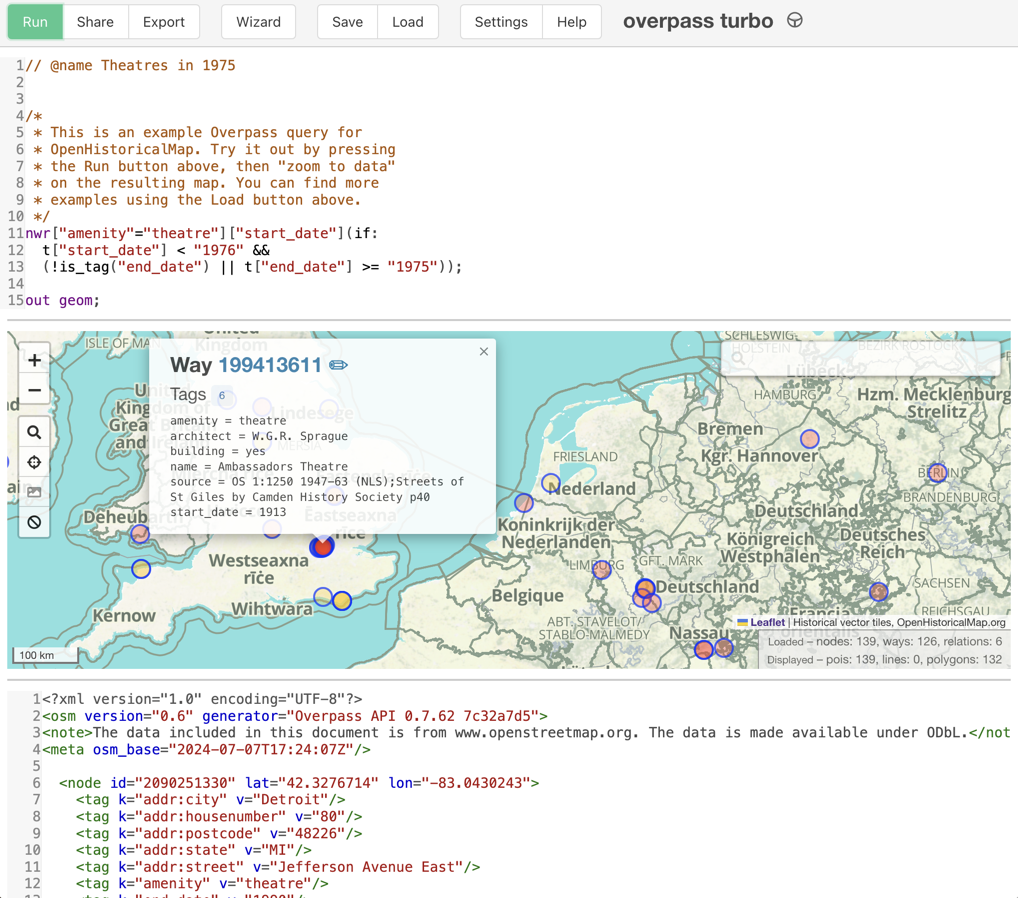 Run Share Export Wizard Save Load Settings Help overpass turbo
1// @name Theatres in 1975
2
3
4/*
5 * This is an example Overpass query for
6 * OpenHistoricalMap. Try it out by pressing
7 * the Run button above, then "zoom to data"
8 * on the resulting map. You can find more
9 * examples using the Load button above.
10 */
11nwr["amenity"="theatre"]["start_date"](if:
12 t["start_date"] < "1976" &&
13 (!is_tag("end_date") || t["end_date"] >= "1975"));
14
15out geom;
+
−
ISLE OF MA
United
Kingdom
Way 199413611
Tags 6
amenity = theatre
architect = W.G.R. Sprague
building = yes
name = Ambassadors Theatre
source = OS 1:1250 1947–63 (NLS);Streets of
St Giles by Camden History Society p40
start_date = 1913
×
Lindesege
Eastseaxna
rīce
Deheubarth
Westseaxna
rīce
Wihtwara
Kernow
SCHLESWIG-
HOLSTEIN
BEZIRK ROSTOCK
Lübeck
HAMBURG
Hzm. Mecklenburg
Strelitz
Bremen
Kgr. Hannover
FRIESLAND
Nederland
BERLIN
BRANDENBURG
Deutschland
Koninkrijk der
Nederlanden
Königreich
Westphalen
Deutsches
Reich
LIMBURG
GFT. MARK
Deutschland
SACHSEN
Belgique
REICHSGAU
Francia
orientalis
ABT. STAVELOT/
STABLO-MALMEDY
Nassau
100 km
Leaflet | Historical vector tiles, OpenHistoricalMap.org
Loaded – nodes: 139, ways: 126, relations: 6
Displayed – pois: 139, lines: 0, polygons: 132
1<?xml version="1.0" encoding="UTF-8"?>
2<osm version="0.6" generator="Overpass API 0.7.62 7c32a7d5">
3<note>The data included in this document is from www.openstreetmap.org. The data is made available under ODbL.</not
4<meta osm_base="2024-07-07T17:24:07Z"/>
5
6 <node id="2090251330" lat="42.3276714" lon="-83.0430243">
7 <tag k="addr:city" v="Detroit"/>
8 <tag k="addr:housenumber" v="80"/>
9 <tag k="addr:postcode" v="48226"/>
10 <tag k="addr:state" v="MI"/>
11 <tag k="addr:street" v="Jefferson Avenue East"/>
12 <tag k="amenity" v="theatre"/>